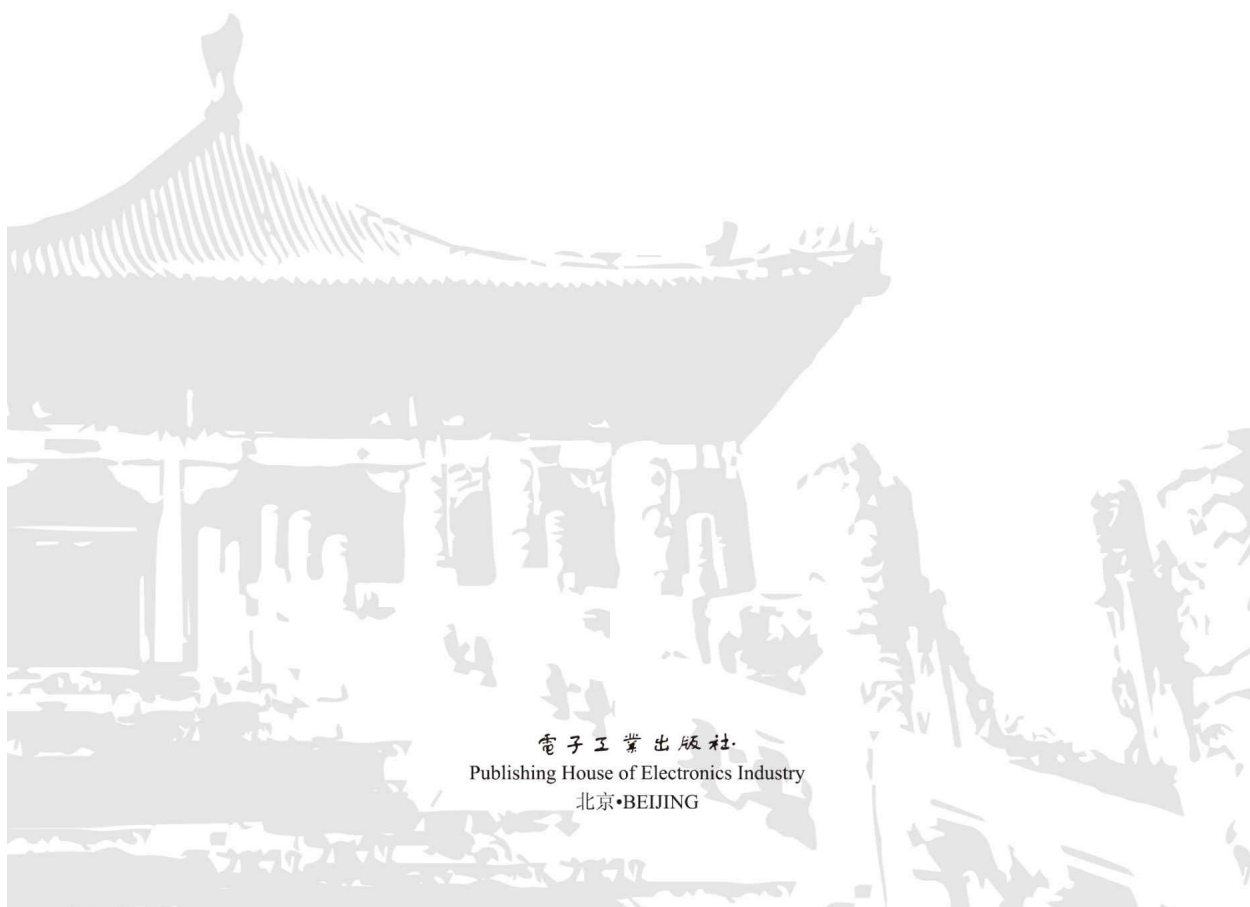 電子工業出版社·
Publishing House of Electronics Industry
北京•BEIJING